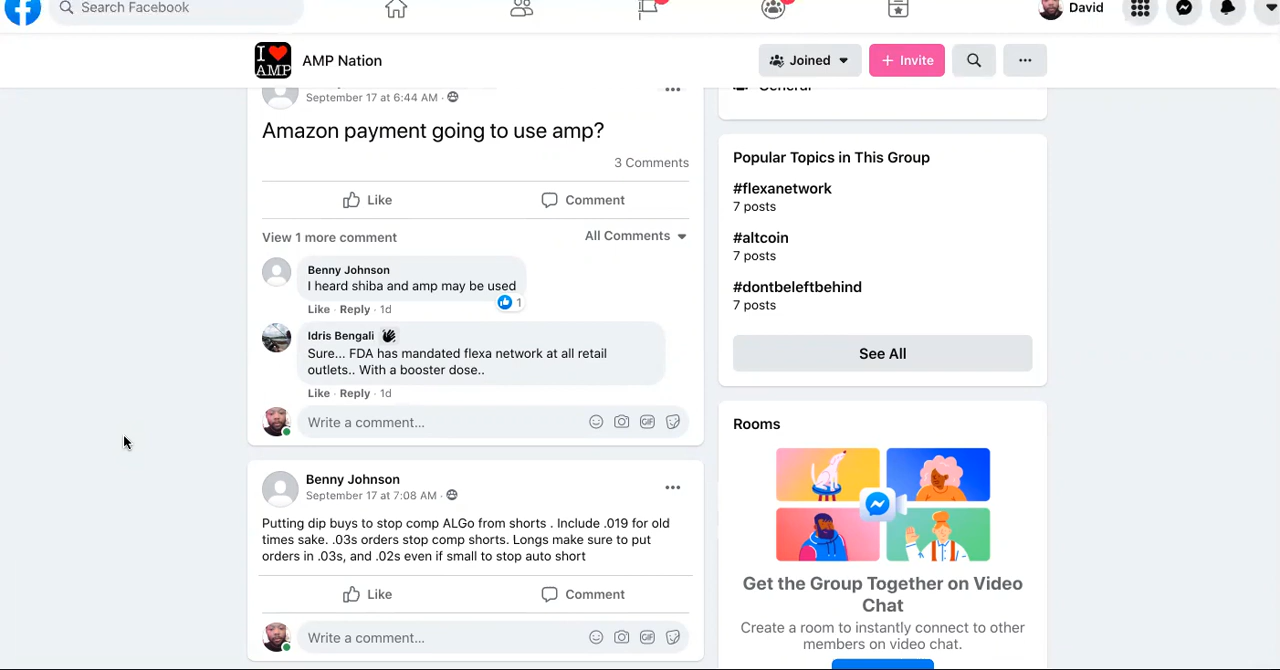 Search Facebook
David
I ♥ AMP
AMP Nation
Joined
+ Invite
September 17 at 6:44 AM ·
Amazon payment going to use amp?
3 Comments
Like
Comment
View 1 more comment
All Comments
Benny Johnson
I heard shiba and amp may be used
1
Like · Reply · 1d
Idris Bengali
Sure... FDA has mandated flexa network at all retail
outlets.. With a booster dose..
Like · Reply · 1d
Write a comment...
Benny Johnson
September 17 at 7:08 AM ·
Putting dip buys to stop comp ALGo from shorts . Include .019 for old
times sake. .03s orders stop comp shorts. Longs make sure to put
orders in .03s, and .02s even if small to stop auto short
Like
Comment
Write a comment...
General
Popular Topics in This Group
#flexanetwork
7 posts
#altcoin
7 posts
#dontbeleftbehind
7 posts
See All
Rooms
Get the Group Together on Video
Chat
Create a room to instantly connect to other
members on video chat.